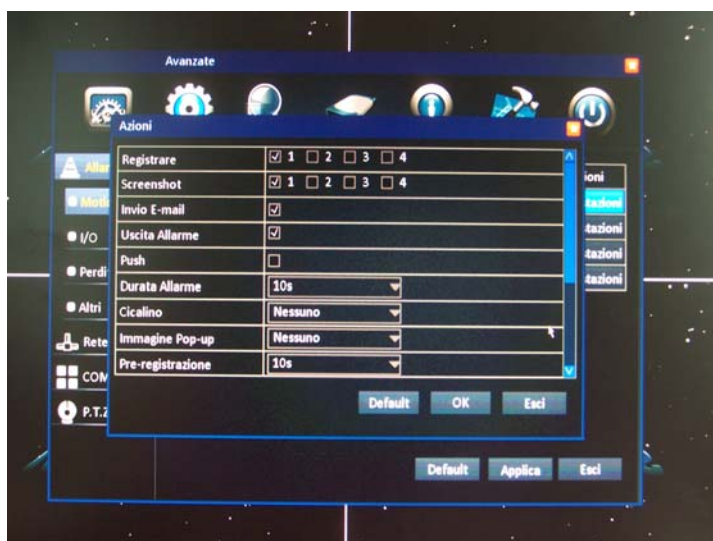 Avanzate
Azioni
Registrare 1 2 3 4
Screenshot 1 2 3 4
Invio E-mail
Uscita Allarme
Push
Durata Allarme 10s
Cicalino Nessuno
Immagine Pop-up Nessuno
Pre-registrazione 10s
Default OK Esci
I/O
Altri
Rete
COM
P.T.Z
Default Applica Esci